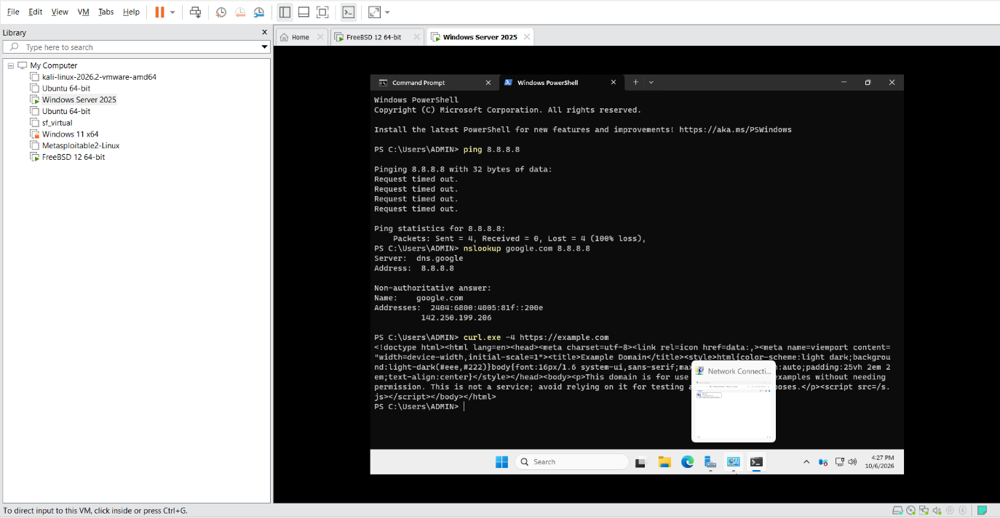 File Edit View VM Tabs Help
Library
Type here to search
My Computer
kali-linux-2026.2-vmware-amd64
Ubuntu 64-bit
Windows Server 2025
Ubuntu 64-bit
sf_virtual
Windows 11 x64
Metasploitable2-Linux
FreeBSD 12 64-bit
Home FreeBSD 12 64-bit Windows Server 2025
Command Prompt Windows PowerShell
Windows PowerShell
Copyright (C) Microsoft Corporation. All rights reserved.
Install the latest PowerShell for new features and improvements! https://aka.ms/PSWindows
PS C:\Users\ADMIN> ping 8.8.8.8
Pinging 8.8.8.8 with 32 bytes of data:
Request timed out.
Request timed out.
Request timed out.
Request timed out.
Ping statistics for 8.8.8.8:
Packets: Sent = 4, Received = 0, Lost = 4 (100% loss),
PS C:\Users\ADMIN> nslookup google.com 8.8.8.8
Server: dns.google
Address: 8.8.8.8
Non-authoritative answer:
Name: google.com
Addresses: 2404:6800:4005:81f::200e
142.250.199.206
PS C:\Users\ADMIN> curl.exe -4 https://example.com
<!doctype html><html lang=en><head><meta charset=utf-8><link rel=icon href=data:,><meta name=viewport content=
"width=device-width,initial-scale=1"><title>Example Domain</title><style>html{color-scheme:light dark;backgrou
nd:light-dark(#eee,#222)}body{font:16px/1.6 system-ui,sans-serif;max n:auto;padding:25vh 2em 2
em;text-align:center}</style></head><body><p>This domain is for use examples without needing
permission. This is not a service; avoid relying on it for testing a oses.</p><script src=/s.
js></script></body></html>
PS C:\Users\ADMIN>
Network Connecti...
Search
4:27 PM
10/6/2026
To direct input to this VM, click inside or press Ctrl+G.